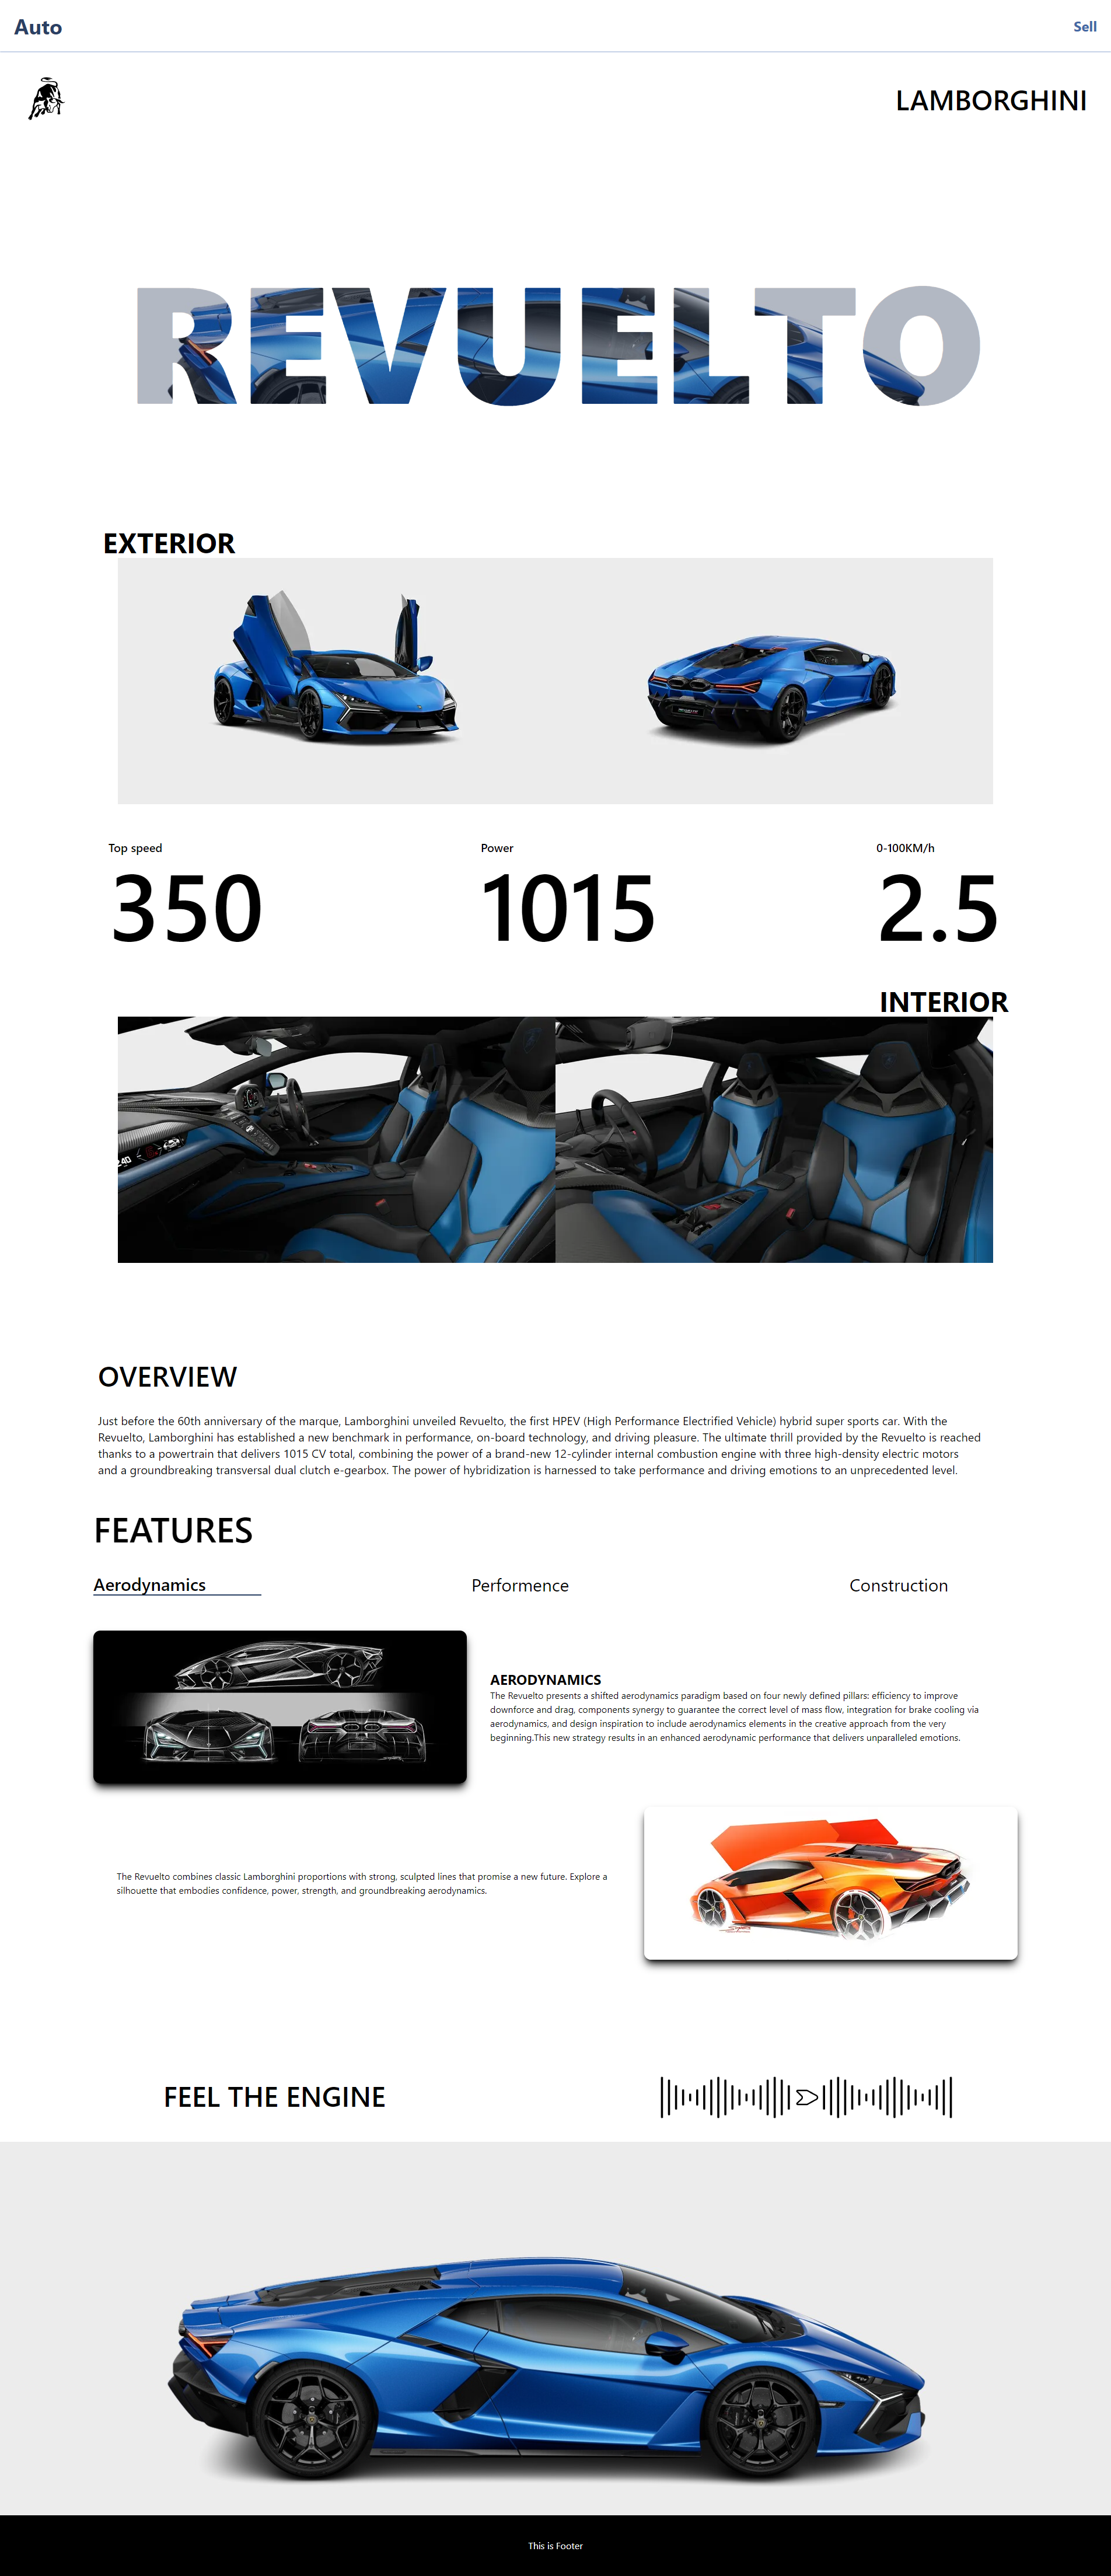 Auto
Sell
LAMBORGHINI
REVUELTO
EXTERIOR
Top speed
Power
0-100KM/h
350
1015
2.5
INTERIOR
OVERVIEW
Just before the 60th anniversary of the marque, Lamborghini unveiled Revuelto, the first HPEV (High Performance Electrified Vehicle) hybrid super sports car. With the
Revuelto, Lamborghini has established a new benchmark in performance, on-board technology, and driving pleasure. The ultimate thrill provided by the Revuelto is reached
thanks to a powertrain that delivers 1015 CV total, combining the power of a brand-new 12-cylinder internal combustion engine with three high-density electric motors
and a groundbreaking transversal dual clutch e-gearbox. The power of hybridization is harnessed to take performance and driving emotions to an unprecedented level.
FEATURES
Aerodynamics
Performence
Construction
AERODYNAMICS
The Revuelto presents a shifted aerodynamics paradigm based on four newly defined pillars: efficiency to improve
downforce and drag, components synergy to guarantee the correct level of mass flow, integration for brake cooling via
aerodynamics, and design inspiration to include aerodynamics elements in the creative approach from the very
beginning.This new strategy results in an enhanced aerodynamic performance that delivers unparalleled emotions.
The Revuelto combines classic Lamborghini proportions with strong, sculpted lines that promise a new future. Explore a
silhouette that embodies confidence, power, strength, and groundbreaking aerodynamics.
FEEL THE ENGINE
This is Footer